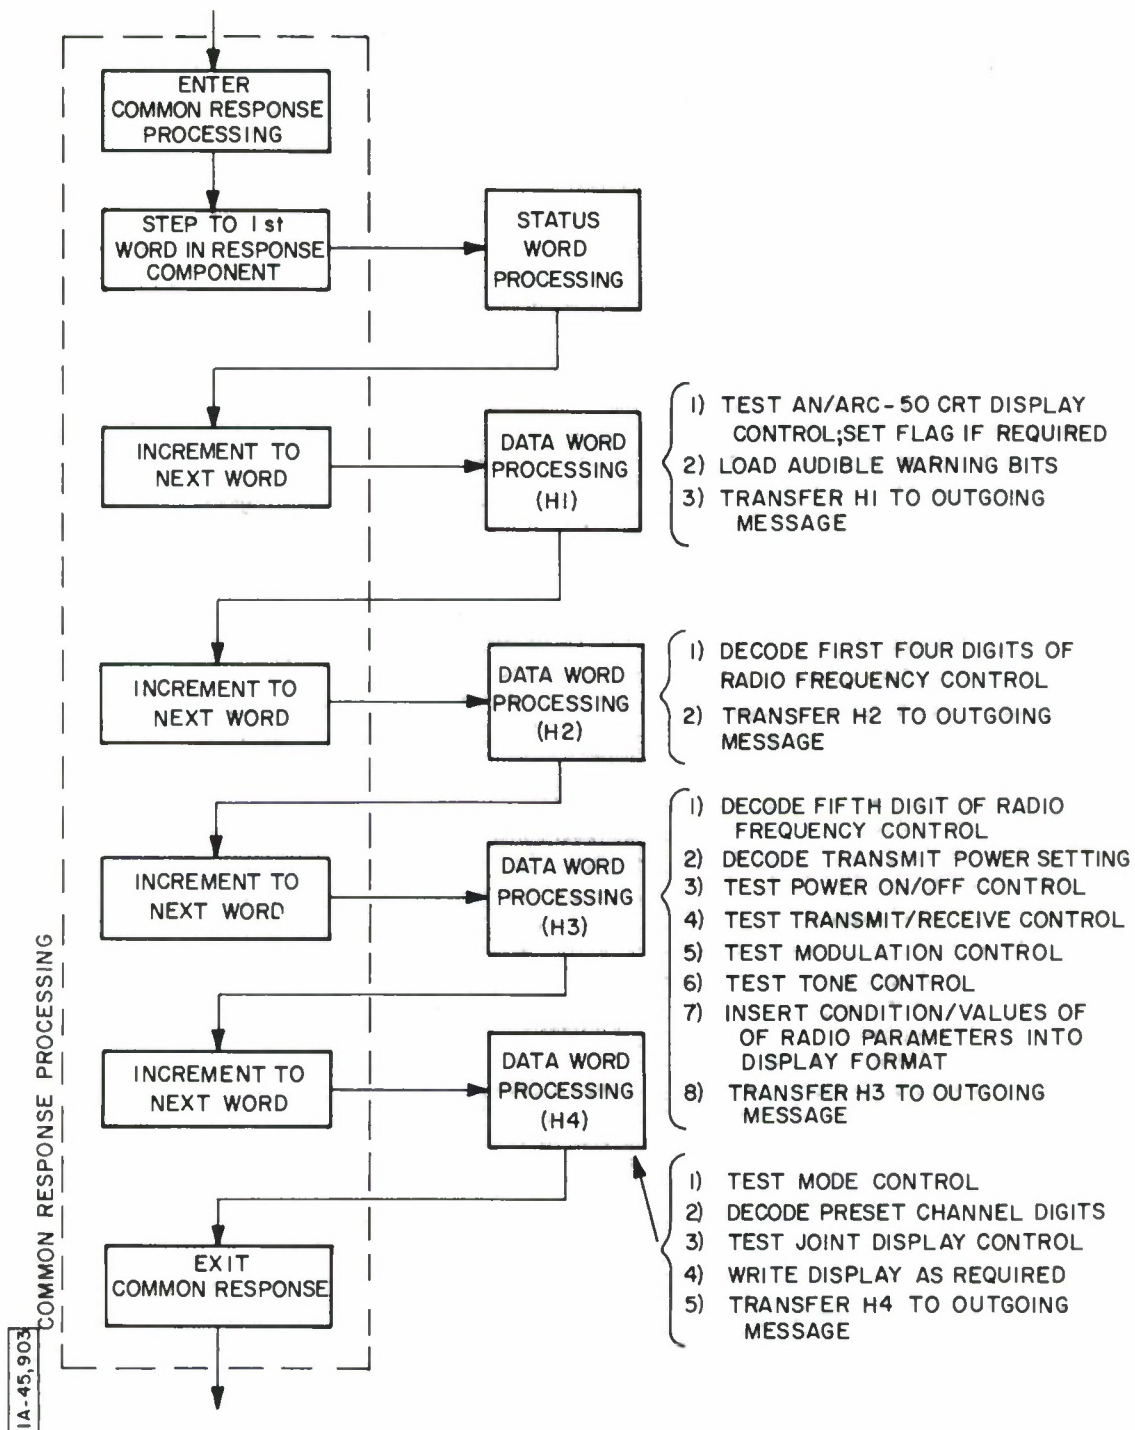 ENTER
COMMON RESPONSE
PROCESSING
STEP TO 1st
WORD IN RESPONSE
COMPONENT
STATUS
WORD
PROCESSING
INCREMENT TO
NEXT WORD
DATA WORD
PROCESSING
(H1)
1) TEST AN/ARC-50 CRT DISPLAY
CONTROL;SET FLAG IF REQUIRED
2) LOAD AUDIBLE WARNING BITS
3) TRANSFER H1 TO OUTGOING
MESSAGE
INCREMENT TO
NEXT WORD
DATA WORD
PROCESSING
(H2)
1) DECODE FIRST FOUR DIGITS OF
RADIO FREQUENCY CONTROL
2) TRANSFER H2 TO OUTGOING
MESSAGE
INCREMENT TO
NEXT WORD
DATA WORD
PROCESSING
(H3)
1) DECODE FIFTH DIGIT OF RADIO
FREQUENCY CONTROL
2) DECODE TRANSMIT POWER SETTING
3) TEST POWER ON/OFF CONTROL
4) TEST TRANSMIT/RECEIVE CONTROL
5) TEST MODULATION CONTROL
6) TEST TONE CONTROL
7) INSERT CONDITION/VALUES OF
OF RADIO PARAMETERS INTO
DISPLAY FORMAT
8) TRANSFER H3 TO OUTGOING
MESSAGE
INCREMENT TO
NEXT WORD
DATA WORD
PROCESSING
(H4)
1) TEST MODE CONTROL
2) DECODE PRESET CHANNEL DIGITS
3) TEST JOINT DISPLAY CONTROL
4) WRITE DISPLAY AS REQUIRED
5) TRANSFER H4 TO OUTGOING
MESSAGE
EXIT
COMMON RESPONSE
COMMON RESPONSE PROCESSING
IA-45,903